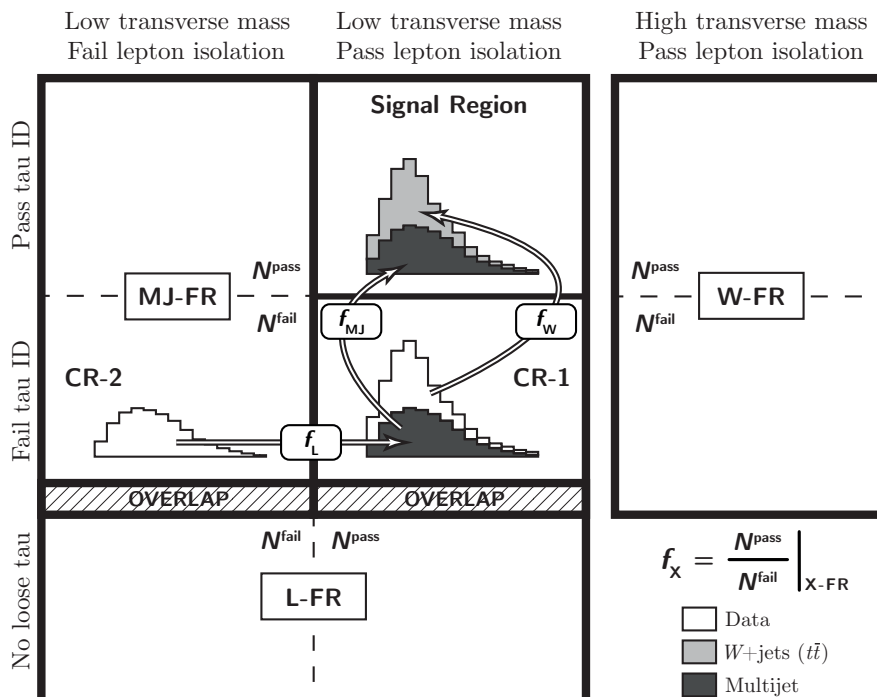 Low transverse mass
Fail lepton isolation
Low transverse mass
Pass lepton isolation
High transverse mass
Pass lepton isolation
Pass tau ID
Signal Region
MJ-FR
N^pass
N^fail
f_MJ
f_W
W-FR
N^pass
N^fail
Fail tau ID
CR-2
CR-1
f_L
OVERLAP
OVERLAP
No loose tau
N^fail
N^pass
L-FR
f_X = N^pass / N^fail |_X-FR
Data
W+jets (tt̄)
Multijet